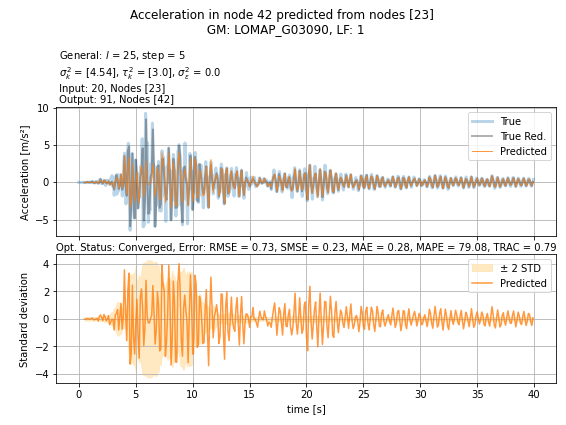 Acceleration in node 42 predicted from nodes [23]
GM: LOMAP_G03090, LF: 1
General: l = 25, step = 5
σ²ₖ = [4.54], τ²ₖ = [3.0], σ²ε = 0.0
Input: 20, Nodes [23]
Output: 91, Nodes [42]
10
5
0
−5
Acceleration [m/s²]
True
True Red.
Predicted
Opt. Status: Converged, Error: RMSE = 0.73, SMSE = 0.23, MAE = 0.28, MAPE = 79.08, TRAC = 0.79
4
2
0
−2
−4
Standard deviation
± 2 STD
Predicted
0 5 10 15 20 25 30 35 40
time [s]